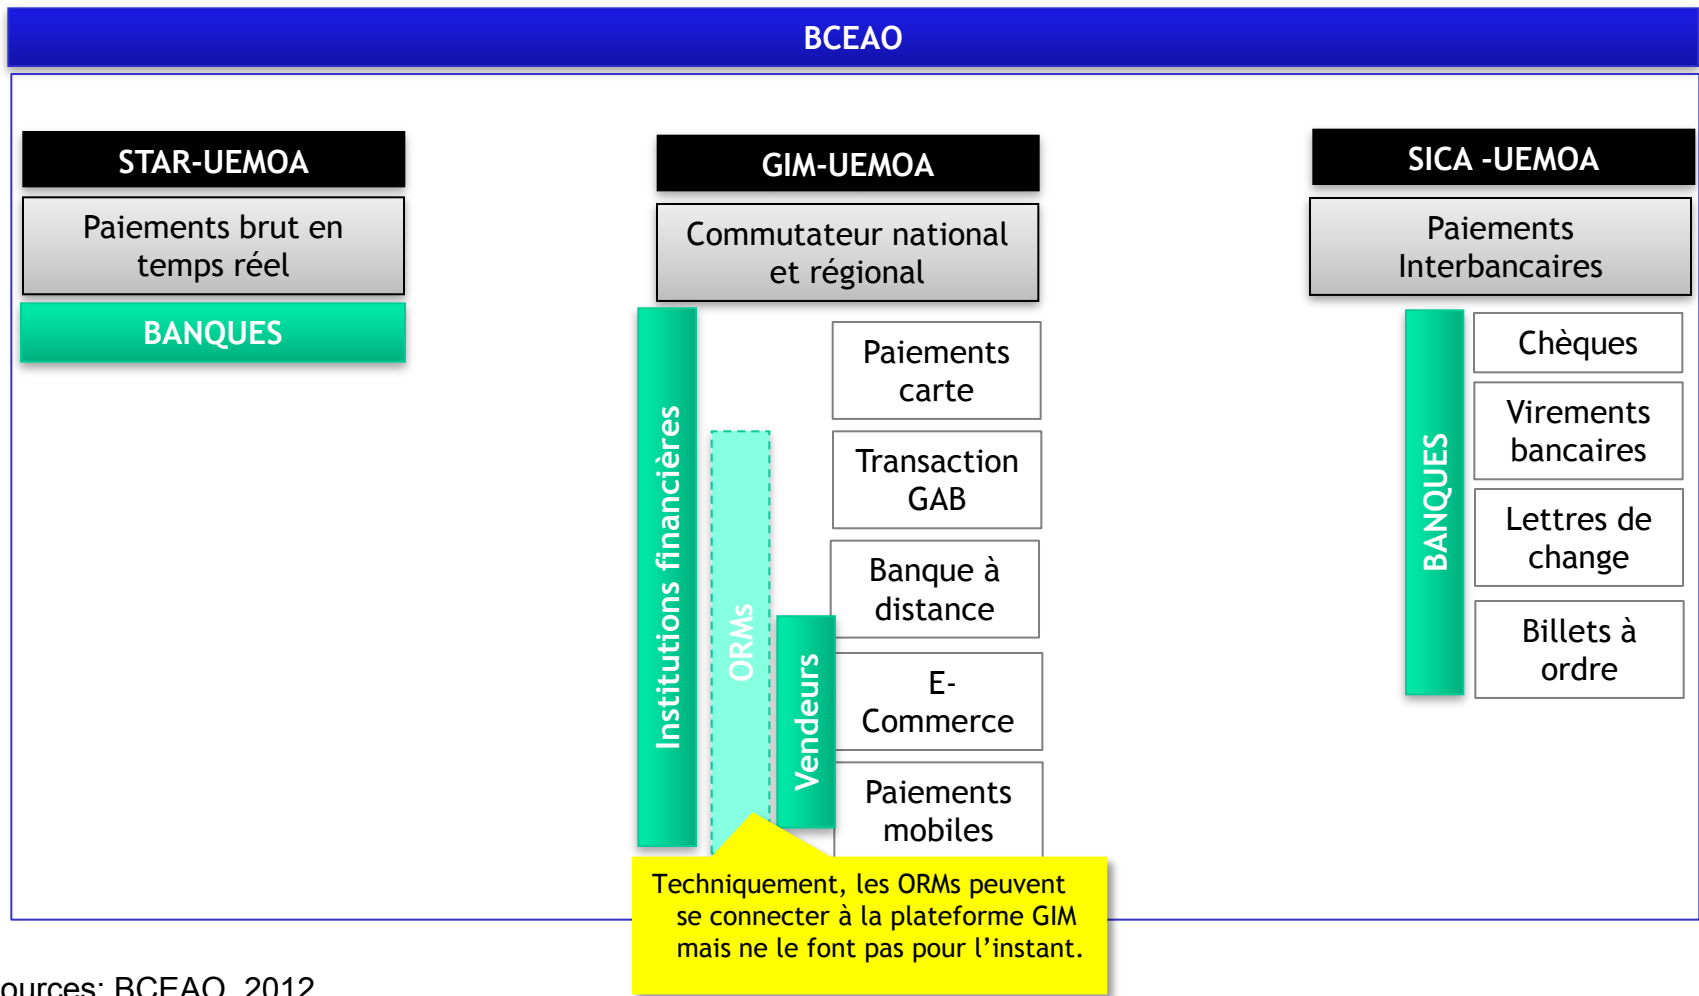 BCEAO
STAR-UEMOA
Paiements brut en
temps réel
BANQUES
GIM-UEMOA
Commutateur national
et régional
Institutions financières
ORMs
Vendeurs
Paiements
carte
Transaction
GAB
Banque à
distance
E-
Commerce
Paiements
mobiles
Techniquement, les ORMs peuvent
se connecter à la plateforme GIM
mais ne le font pas pour l’instant.
SICA -UEMOA
Paiements
Interbancaires
BANQUES
Chèques
Virements
bancaires
Lettres de
change
Billets à
ordre
ources: BCEAO, 2012